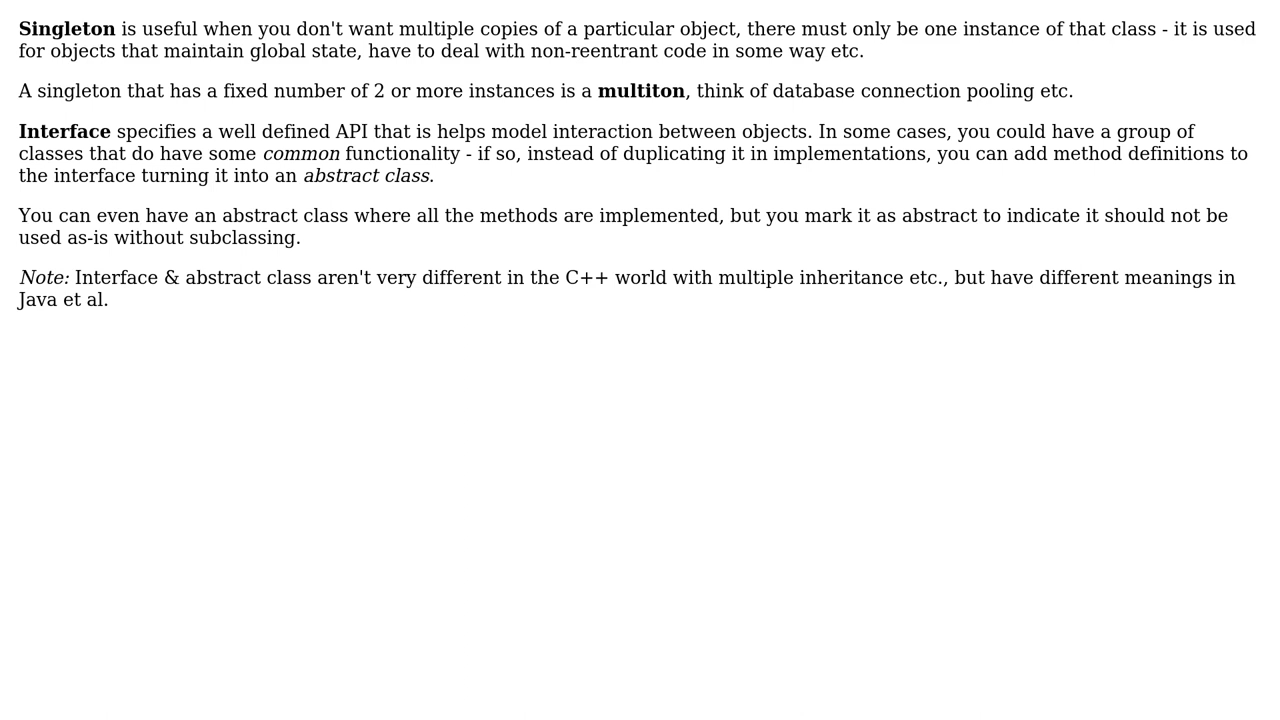 Singleton is useful when you don't want multiple copies of a particular object, there must only be one instance of that class - it is used
for objects that maintain global state, have to deal with non-reentrant code in some way etc.
A singleton that has a fixed number of 2 or more instances is a multiton, think of database connection pooling etc.
Interface specifies a well defined API that is helps model interaction between objects. In some cases, you could have a group of
classes that do have some common functionality - if so, instead of duplicating it in implementations, you can add method definitions to
the interface turning it into an abstract class.
You can even have an abstract class where all the methods are implemented, but you mark it as abstract to indicate it should not be
used as-is without subclassing.
Note: Interface & abstract class aren't very different in the C++ world with multiple inheritance etc., but have different meanings in
Java et al.